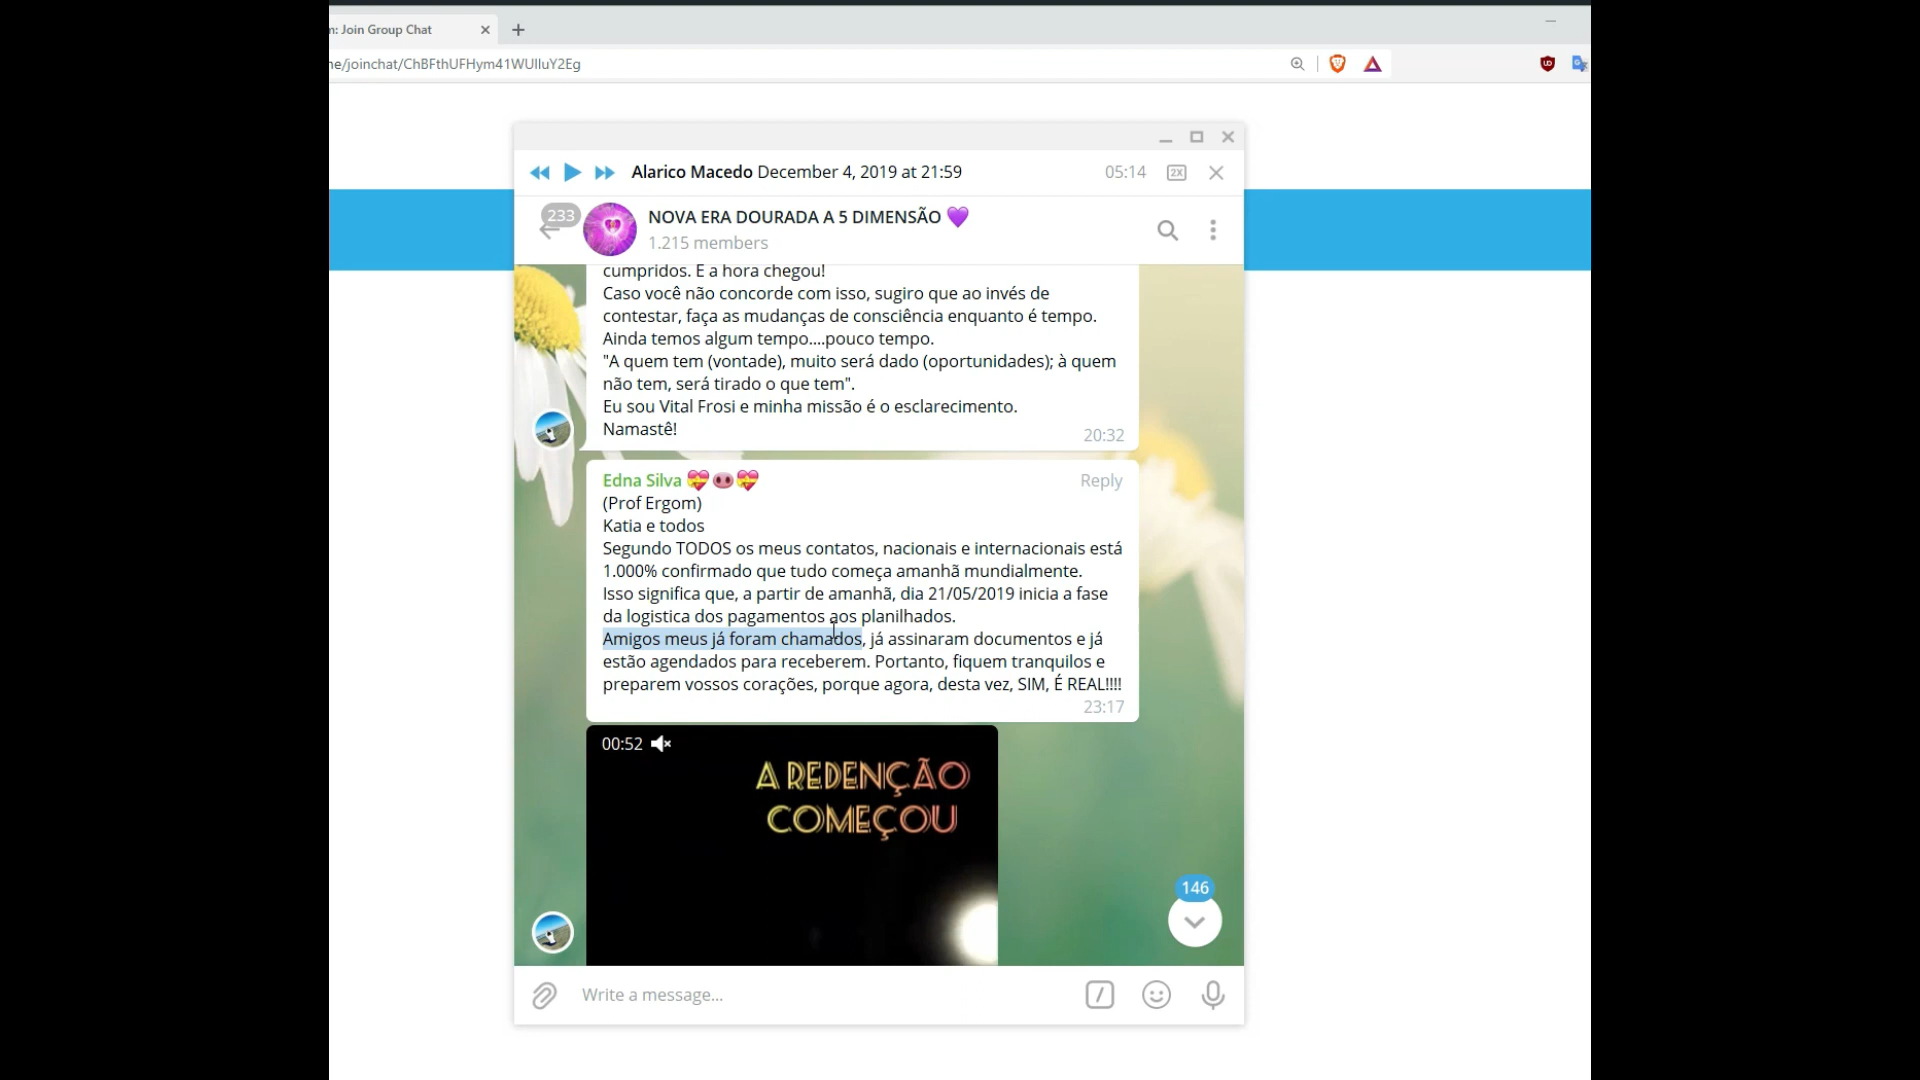 n: Join Group Chat
ne/joinchat/ChBFthUFHym41WUlluY2Eg
Alarico Macedo December 4, 2019 at 21:59
05:14
2X
233
NOVA ERA DOURADA A 5 DIMENSÃO 💜
1.215 members
cumpridos. E a hora chegou!
Caso você não concorde com isso, sugiro que ao invés de
contestar, faça as mudanças de consciência enquanto é tempo.
Ainda temos algum tempo....pouco tempo.
"A quem tem (vontade), muito será dado (oportunidades); à quem
não tem, será tirado o que tem".
Eu sou Vital Frosi e minha missão é o esclarecimento.
Namastê!
20:32
Edna Silva 💝🐽💝
Reply
(Prof Ergom)
Katia e todos
Segundo TODOS os meus contatos, nacionais e internacionais está
1.000% confirmado que tudo começa amanhã mundialmente.
Isso significa que, a partir de amanhã, dia 21/05/2019 inicia a fase
da logistica dos pagamentos aos planilhados.
Amigos meus já foram chamados, já assinaram documentos e já
estão agendados para receberem. Portanto, fiquem tranquilos e
preparem vossos corações, porque agora, desta vez, SIM, É REAL!!!!
23:17
00:52
A REDENÇÃO
COMEÇOU
146
Write a message...